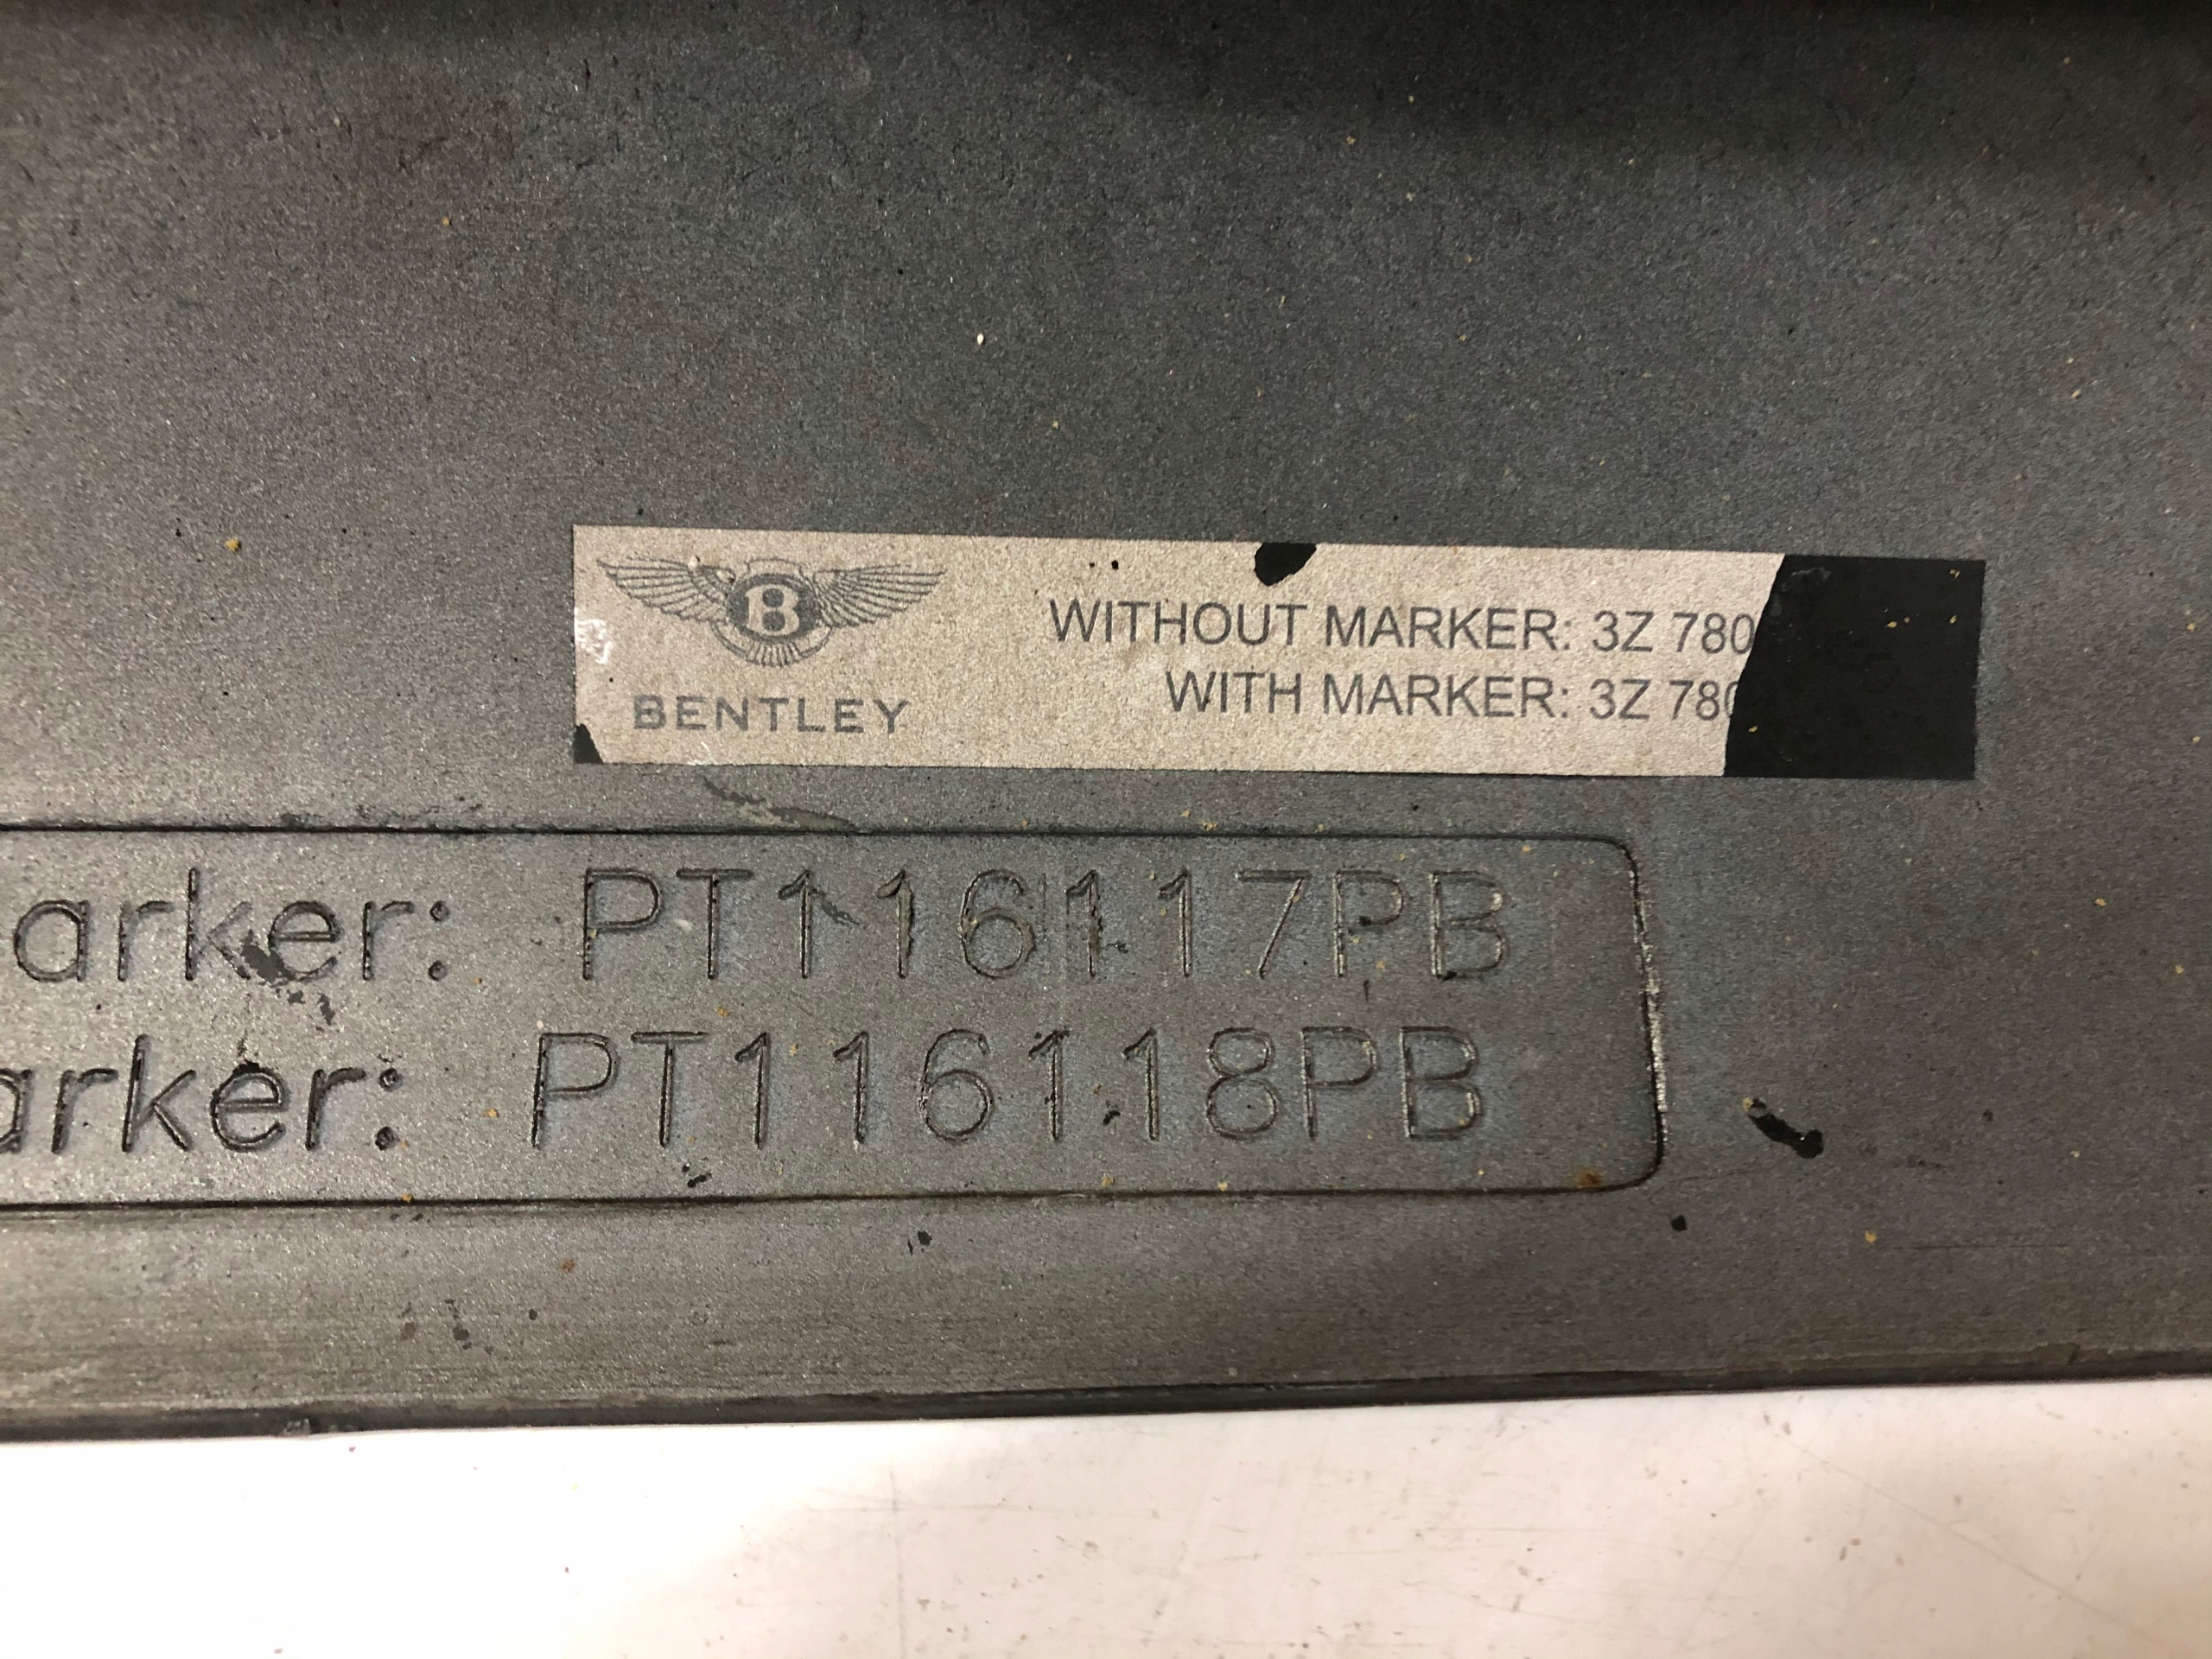 B
BENTLEY
WITHOUT MARKER: 3Z 780
WITH MARKER: 3Z 780
arker: PT116117PB
arker: PT116118PB